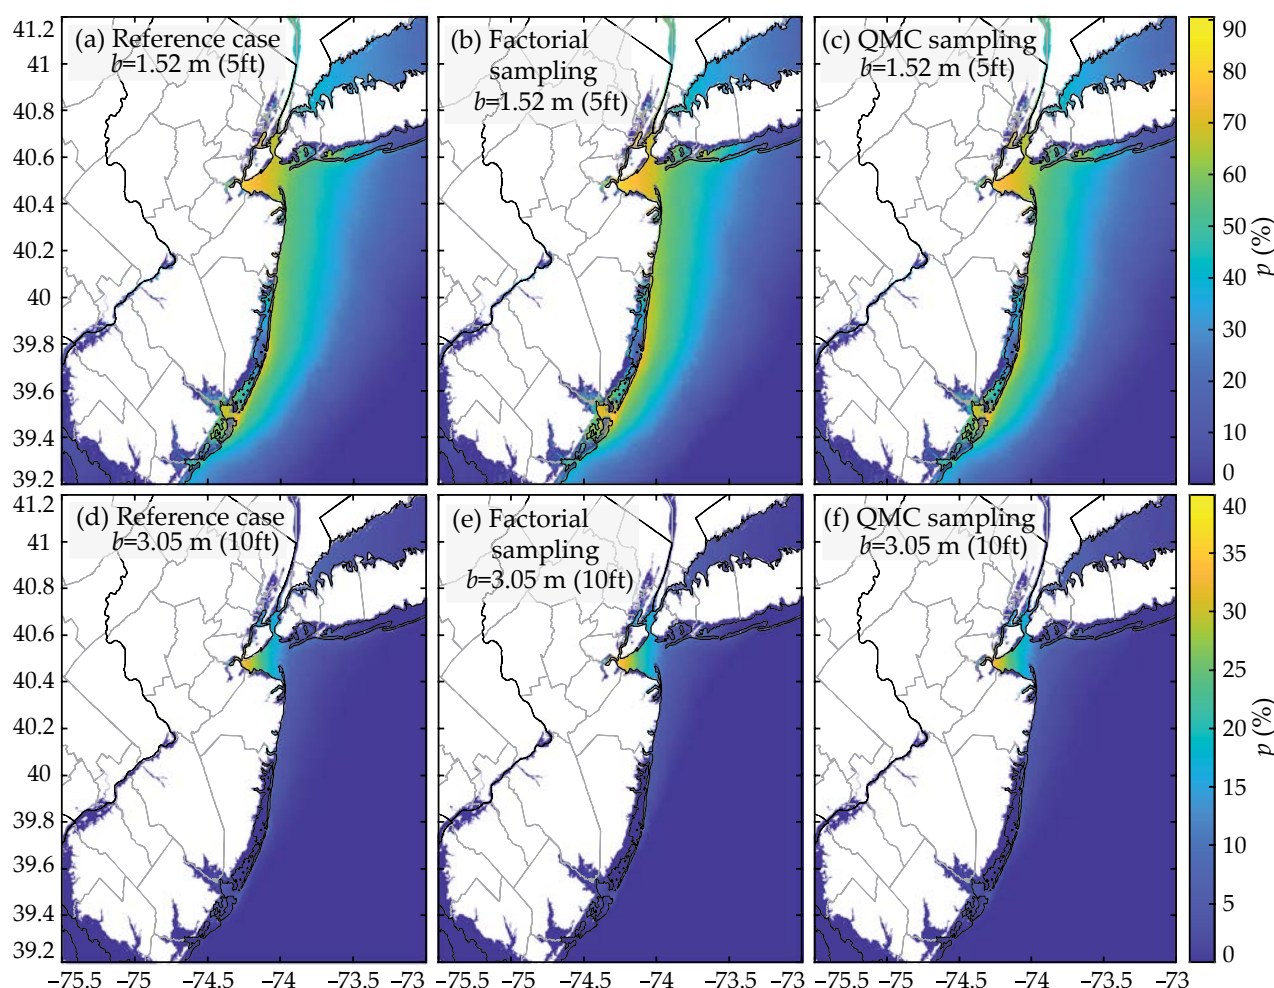 (a) Reference case
b=1.52 m (5ft)
(b) Factorial
sampling
b=1.52 m (5ft)
(c) QMC sampling
b=1.52 m (5ft)
41.2
41
40.8
40.6
40.4
40.2
40
39.8
39.6
39.4
39.2
90
80
70
60
50
40
30
20
10
0
p (%)
(d) Reference case
b=3.05 m (10ft)
(e) Factorial
sampling
b=3.05 m (10ft)
(f) QMC sampling
b=3.05 m (10ft)
41.2
41
40.8
40.6
40.4
40.2
40
39.8
39.6
39.4
39.2
40
35
30
25
20
15
10
5
0
p (%)
−75.5 −75 −74.5 −74 −73.5 −73 −75.5 −75 −74.5 −74 −73.5 −73 −75.5 −75 −74.5 −74 −73.5 −73